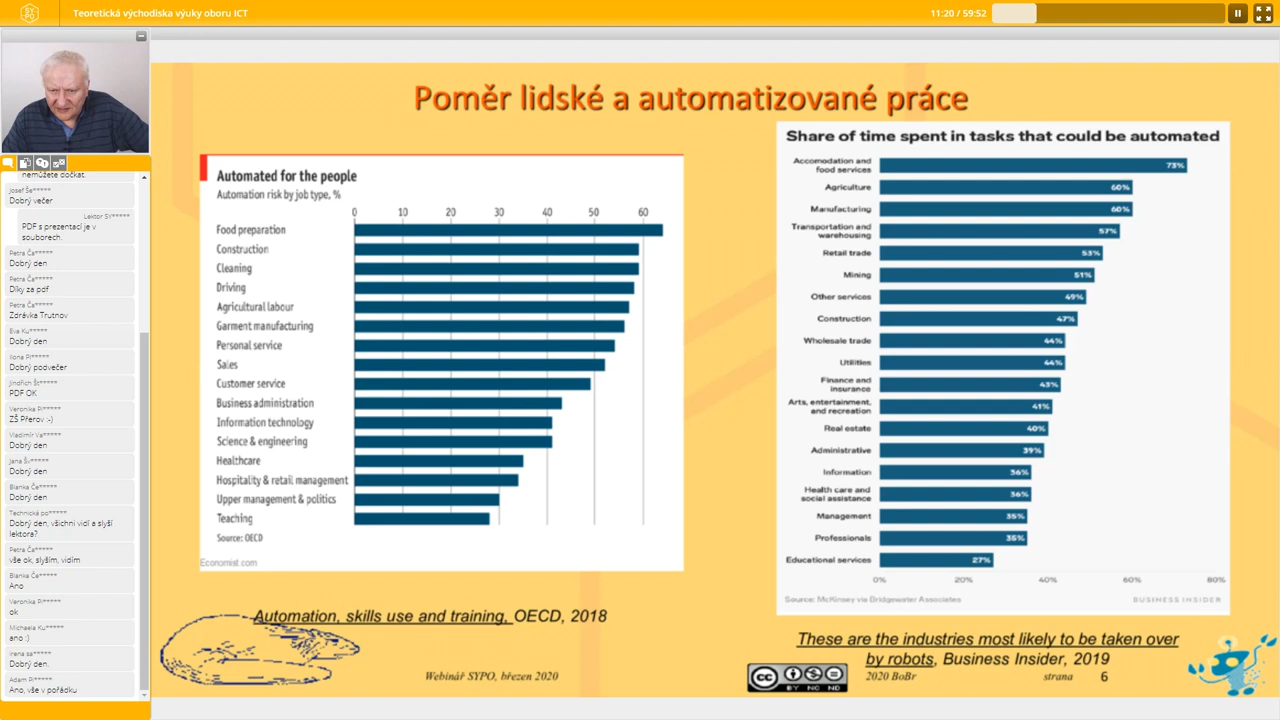 SYPO
Teoretická východiska výuky oboru ICT
11:20 / 59:52
nemůžete dočkat.
Josef Še*****
Dobrý večer
Lektor SY*****
PDF s prezentací je v
souborech.
Petra Ča*****
Dobrý den
Petra Ča*****
Díky za pdf
Petra Ča*****
Zdrávka Trutnov
Eva Ku*****
Dobrý den
Ilona Pi*****
Dobrý podvečer
Jindřich Št*****
PDF OK
Veronika Pi*****
ZŠ Přerov :-)
Vladimír Va*****
Dobrý den
Jana Šv*****
Dobrý den
Blanka Če*****
Dobrý den
Technická po*****
Dobrý den, všichni vidí a slyší
lektora?
Petra Ča*****
vše ok, slyším, vidím
Blanka Če*****
Ano
Veronika Pi*****
ok
Michaela Ku*****
ano :)
Irena sa*****
Dobrý den.
Adam Pl*****
Ano, vše v pořádku
Poměr lidské a automatizované práce
Automated for the people
Automation risk by job type, %
0 10 20 30 40 50 60
Food preparation
Construction
Cleaning
Driving
Agricultural labour
Garment manufacturing
Personal service
Sales
Customer service
Business administration
Information technology
Science & engineering
Healthcare
Hospitality & retail management
Upper management & politics
Teaching
Source: OECD
Economist.com
Automation, skills use and training, OECD, 2018
Share of time spent in tasks that could be automated
Accomodation and
food services 73%
Agriculture 60%
Manufacturing 60%
Transportation and
warehousing 57%
Retail trade 53%
Mining 51%
Other services 49%
Construction 47%
Wholesale trade 44%
Utilities 44%
Finance and
insurance 43%
Arts, entertainment,
and recreation 41%
Real estate 40%
Administrative 39%
Information 36%
Health care and
social assistance 36%
Management 35%
Professionals 35%
Educational services 27%
0% 20% 40% 60% 80%
Source: McKinsey via Bridgewater Associates BUSINESS INSIDER
These are the industries most likely to be taken over
by robots, Business Insider, 2019
Webinář SYPO, březen 2020
cc
BY NC ND
2020 BoBr
strana 6